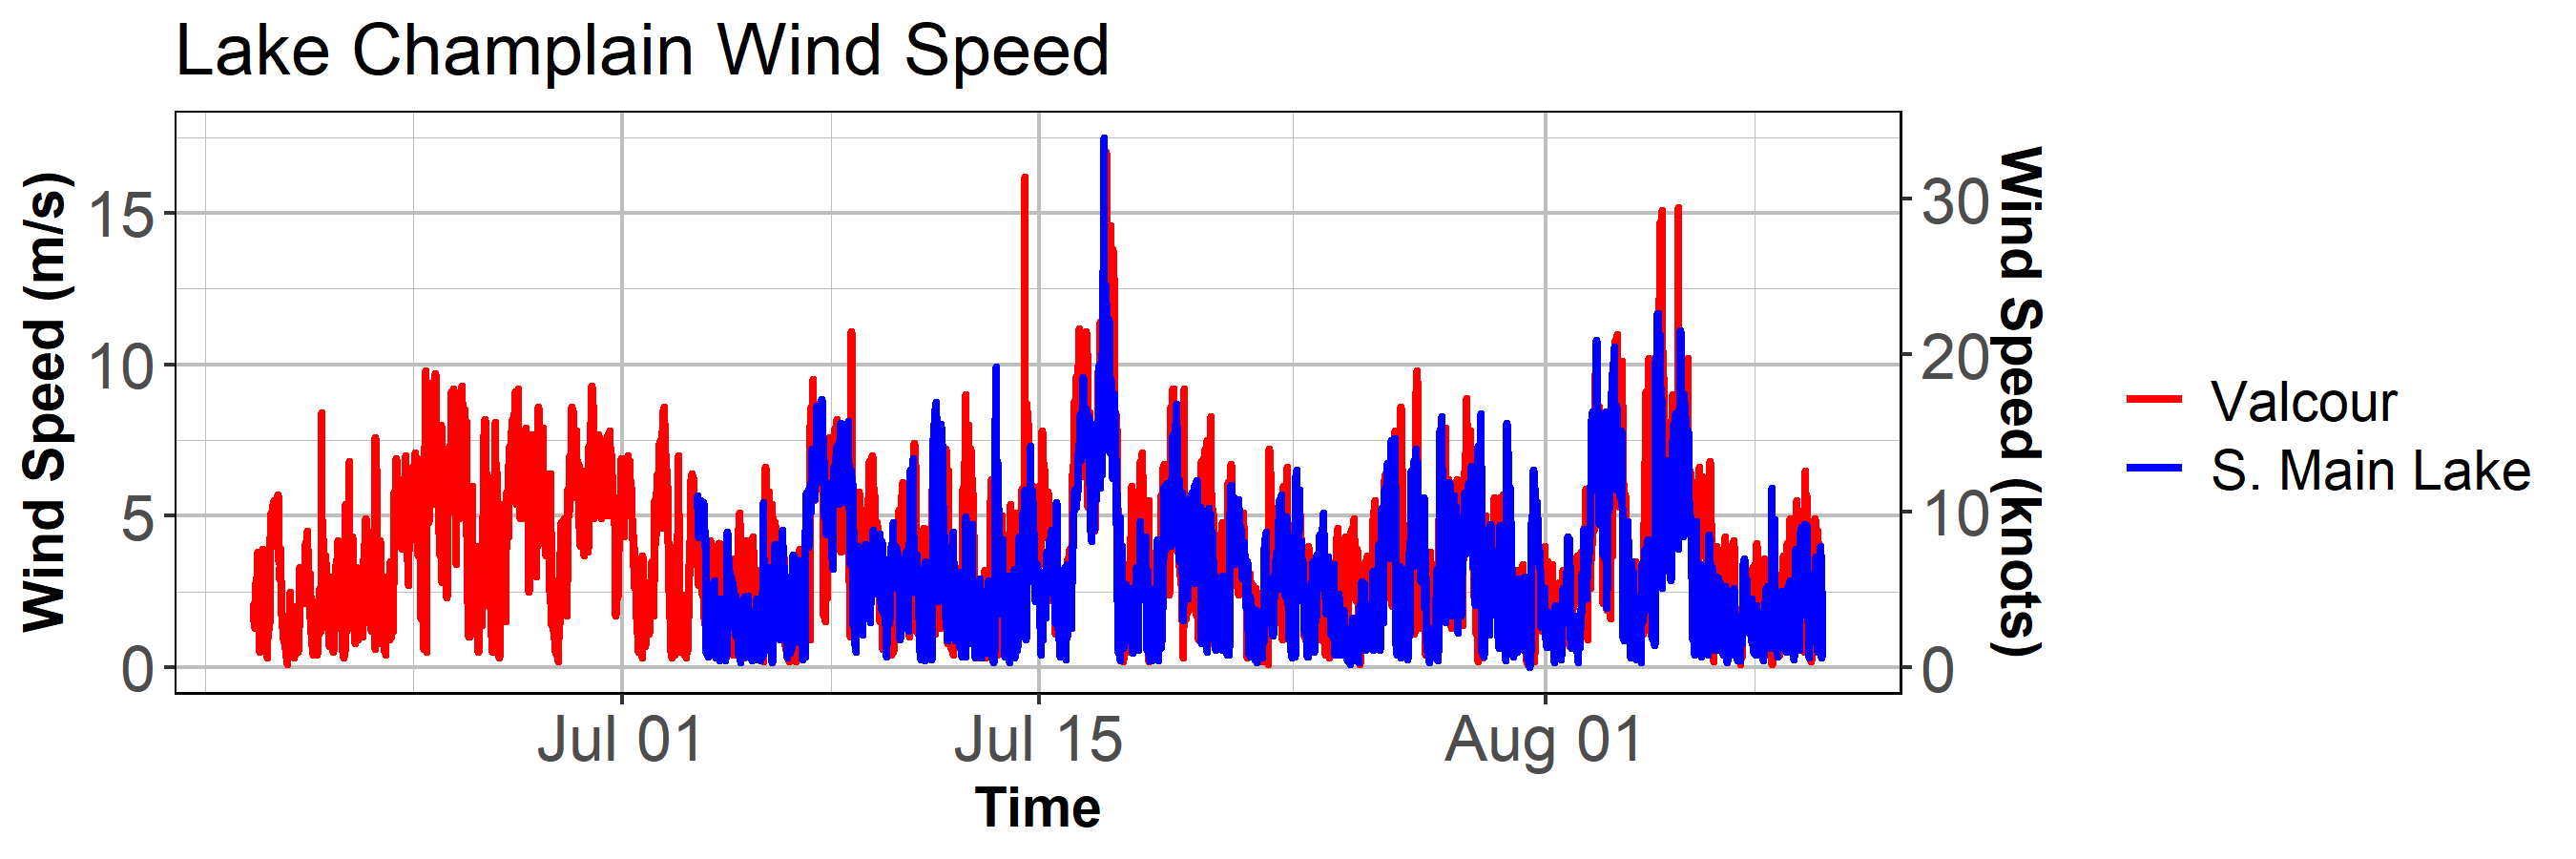 Lake Champlain Wind Speed
Wind Speed (m/s)
15
10
5
0
30
20
10
0
Wind Speed (knots)
Jul 01
Jul 15
Aug 01
Time
Valcour
S. Main Lake